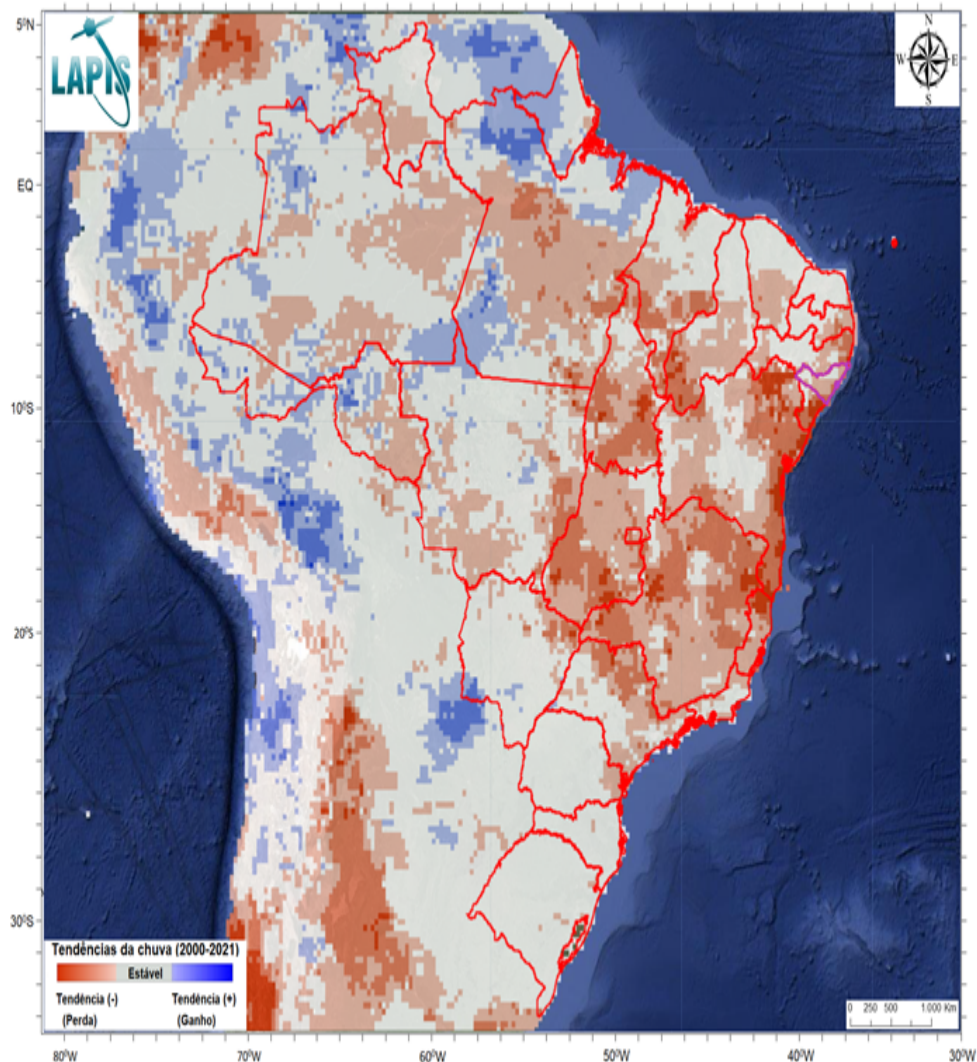 5ºN
LAPIS
N
W
E
S
EQ
10ºS
20ºS
30ºS
Tendências da chuva (2000-2021)
Estável
Tendência (-)
Tendência (+)
(Perda)
(Ganho)
0 250 500 1.000 Km
80ºW 70ºW 60ºW 50ºW 40ºW 30ºW